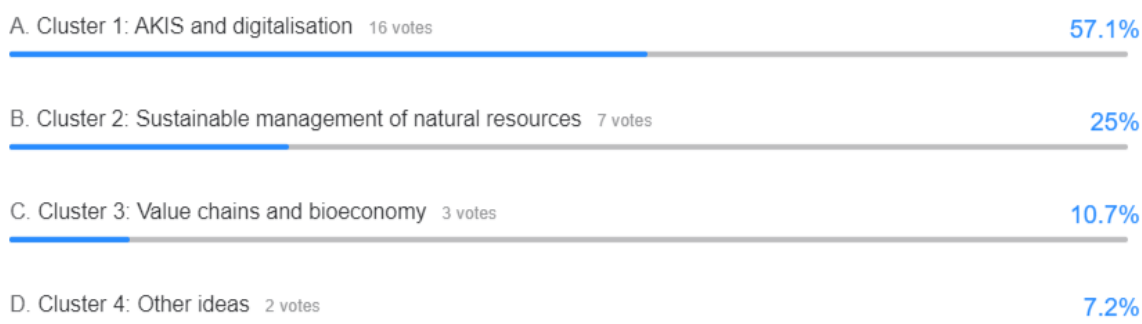 A. Cluster 1: AKIS and digitalisation 16 votes 57.1%
B. Cluster 2: Sustainable management of natural resources 7 votes 25%
C. Cluster 3: Value chains and bioeconomy 3 votes 10.7%
D. Cluster 4: Other ideas 2 votes 7.2%